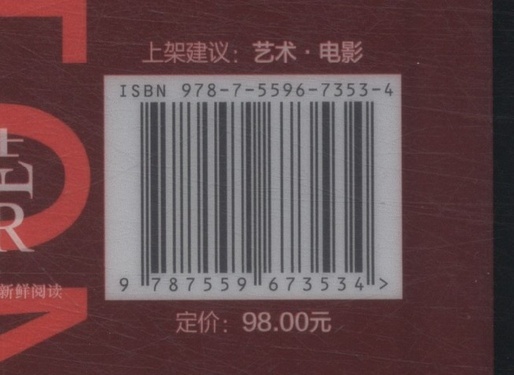 上架建议：艺术·电影
ISBN 978-7-5596-7353-4
9 787559 673534 >
定价：98.00元
新鲜阅读